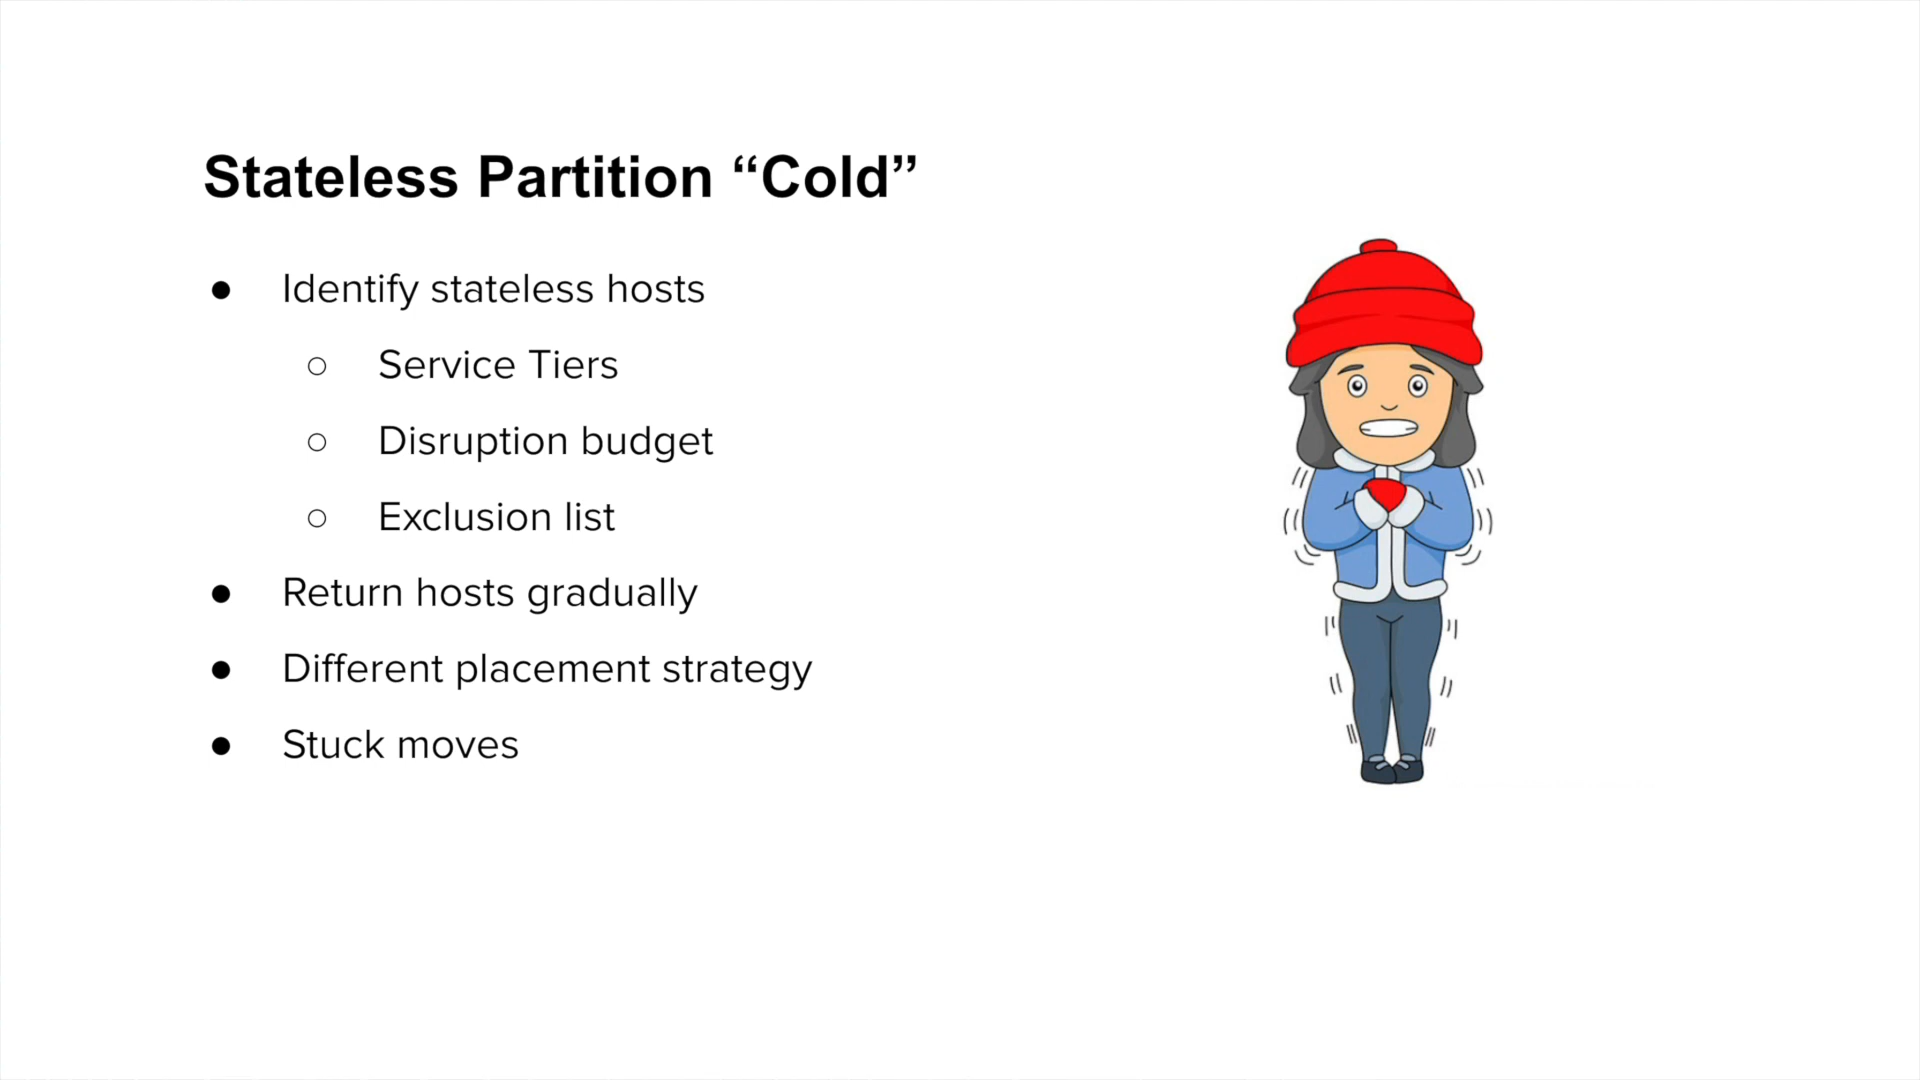 Stateless Partition “Cold”
● Identify stateless hosts
○ Service Tiers
○ Disruption budget
○ Exclusion list
● Return hosts gradually
● Different placement strategy
● Stuck moves